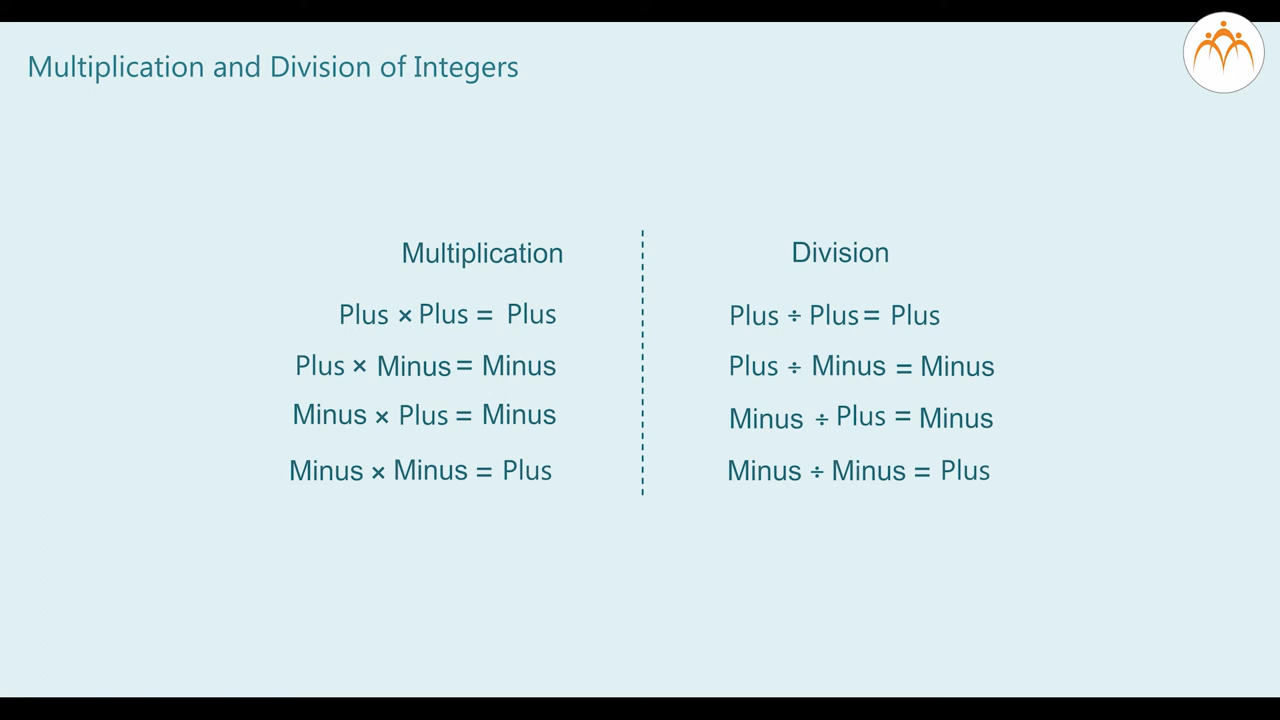 Multiplication and Division of Integers
Multiplication
Plus × Plus = Plus
Plus × Minus = Minus
Minus × Plus = Minus
Minus × Minus = Plus
Division
Plus ÷ Plus = Plus
Plus ÷ Minus = Minus
Minus ÷ Plus = Minus
Minus ÷ Minus = Plus